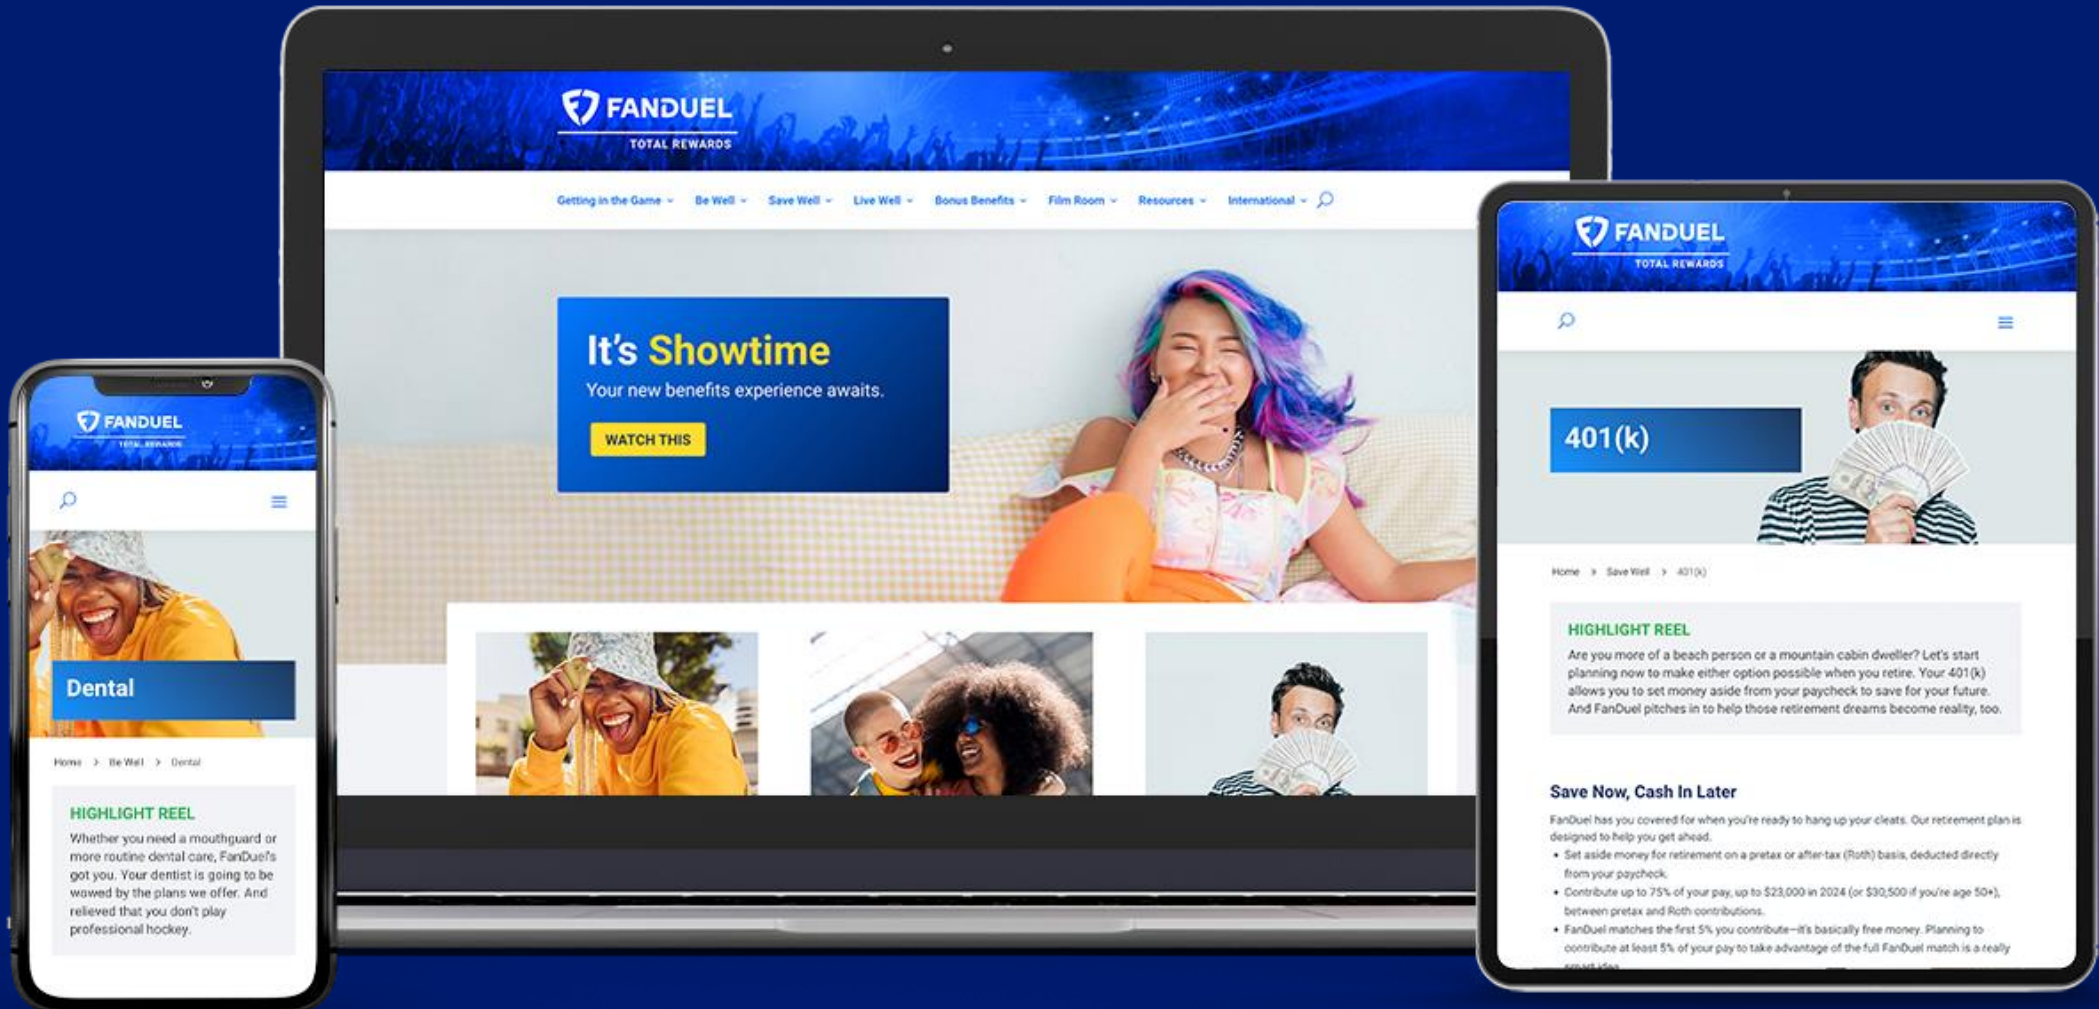 FANDUEL
TOTAL REWARDS
Getting in the Game
Be Well
Save Well
Live Well
Bonus Benefits
Film Room
Resources
International
It's Showtime
Your new benefits experience awaits.
WATCH THIS
FANDUEL
TOTAL REWARDS
Dental
Home > Be Well > Dental
HIGHLIGHT REEL
Whether you need a mouthguard or
more routine dental care, FanDuel's
got you. Your dentist is going to be
wowed by the plans we offer. And
relieved that you don't play
professional hockey.
FANDUEL
TOTAL REWARDS
401(k)
Home > Save Well > 401(k)
HIGHLIGHT REEL
Are you more of a beach person or a mountain cabin dweller? Let's start
planning now to make either option possible when you retire. Your 401(k)
allows you to set money aside from your paycheck to save for your future.
And FanDuel pitches in to help those retirement dreams become reality, too.
Save Now, Cash In Later
FanDuel has you covered for when you're ready to hang up your cleats. Our retirement plan is
designed to help you get ahead.
• Set aside money for retirement on a pretax or after-tax (Roth) basis, deducted directly
from your paycheck.
• Contribute up to 75% of your pay, up to $23,000 in 2024 (or $30,500 if you're age 50+),
between pretax and Roth contributions.
• FanDuel matches the first 5% you contribute—it's basically free money. Planning to
contribute at least 5% of your pay to take advantage of the full FanDuel match is a really
smart idea